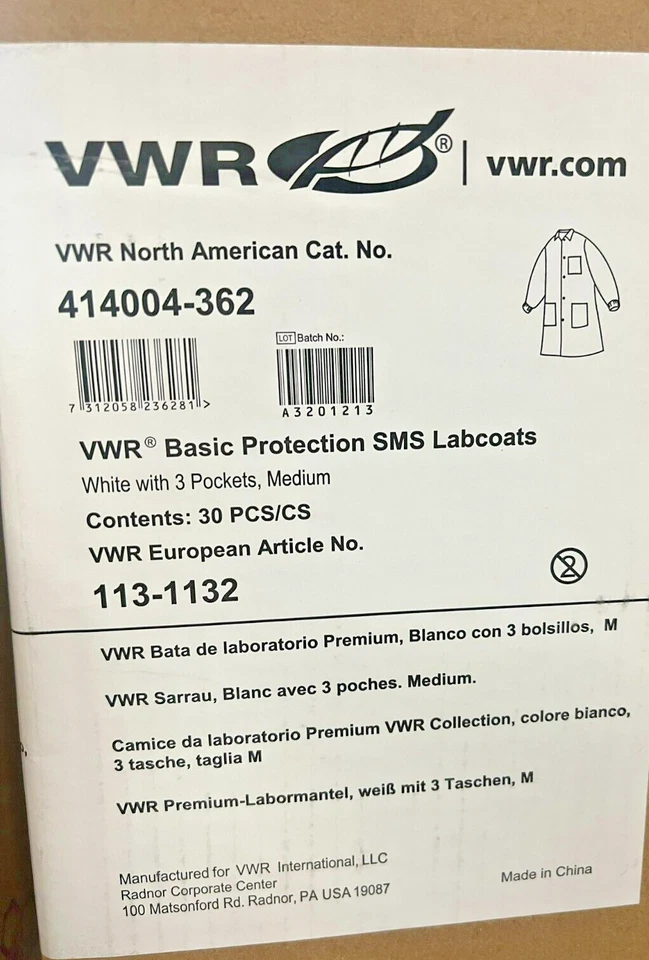 VWR® | vwr.com
VWR North American Cat. No.
414004-362
LOT Batch No.:
7 312058 236281 >
A3201213
VWR® Basic Protection SMS Labcoats
White with 3 Pockets, Medium
Contents: 30 PCS/CS
VWR European Article No.
113-1132
2
VWR Bata de laboratorio Premium, Blanco con 3 bolsillos, M
VWR Sarrau, Blanc avec 3 poches. Medium.
Camice da laboratorio Premium VWR Collection, colore bianco,
3 tasche, taglia M
VWR Premium-Labormantel, weiß mit 3 Taschen, M
Manufactured for VWR International, LLC
Radnor Corporate Center
100 Matsonford Rd. Radnor, PA USA 19087
Made in China